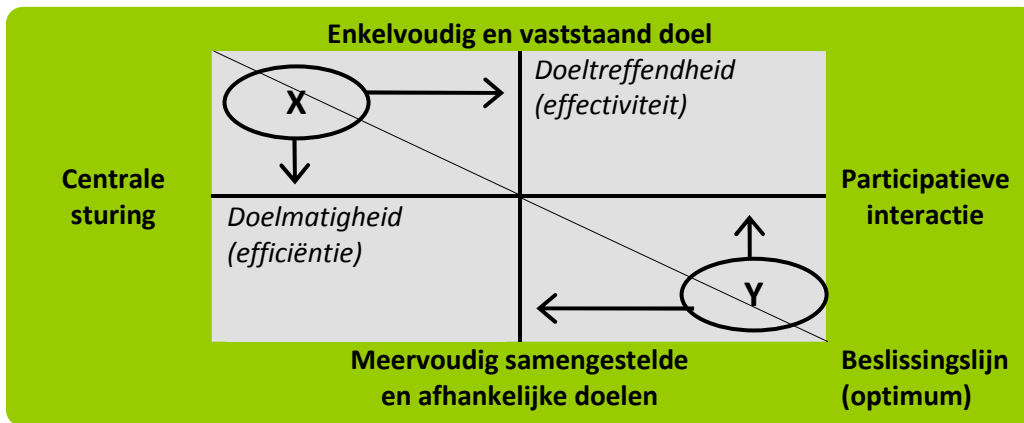 Enkelvoudig en vaststaand doel
X
Doeltreffendheid
(effectiviteit)
Centrale
sturing
Participatieve
interactie
Doelmatigheid
(efficiëntie)
Y
Meervoudig samengestelde
en afhankelijke doelen
Beslissingslijn
(optimum)